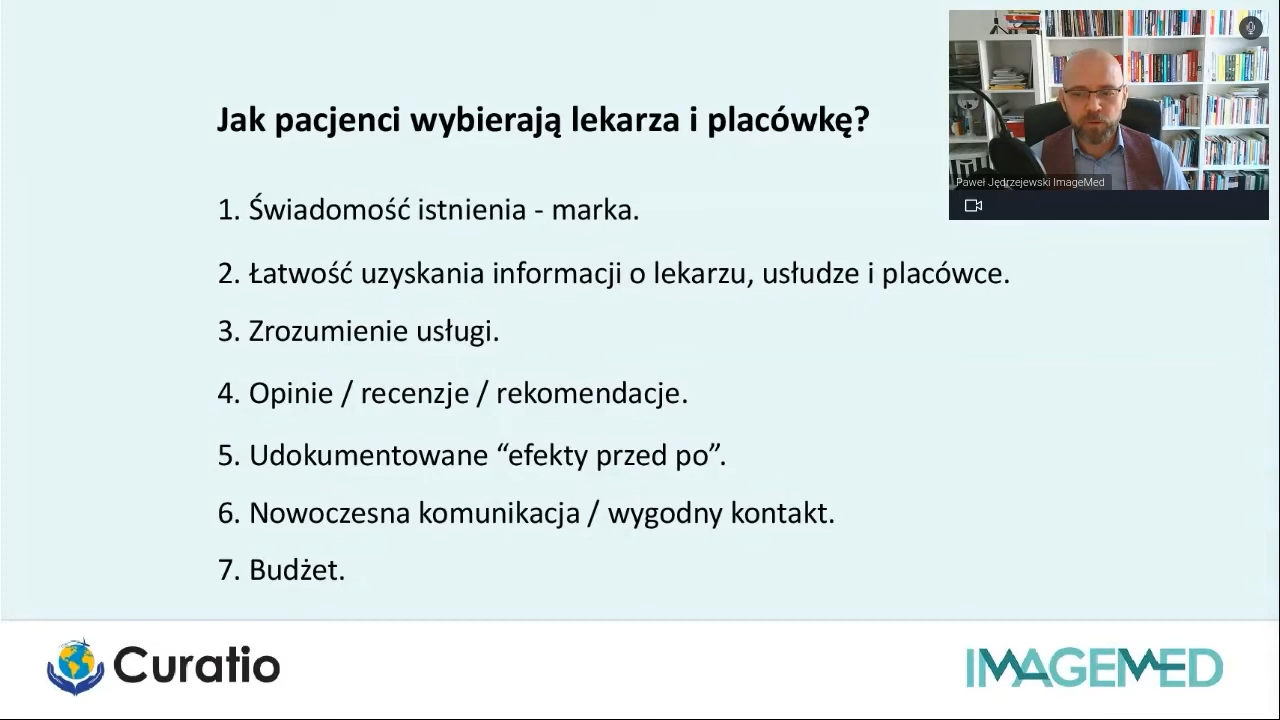 Jak pacjenci wybierają lekarza i placówkę?
1. Świadomość istnienia - marka.
2. Łatwość uzyskania informacji o lekarzu, usłudze i placówce.
3. Zrozumienie usługi.
4. Opinie / recenzje / rekomendacje.
5. Udokumentowane “efekty przed po”.
6. Nowoczesna komunikacja / wygodny kontakt.
7. Budżet.
Paweł Jędrzejewski ImageMed
Curatio
IMAGEMED